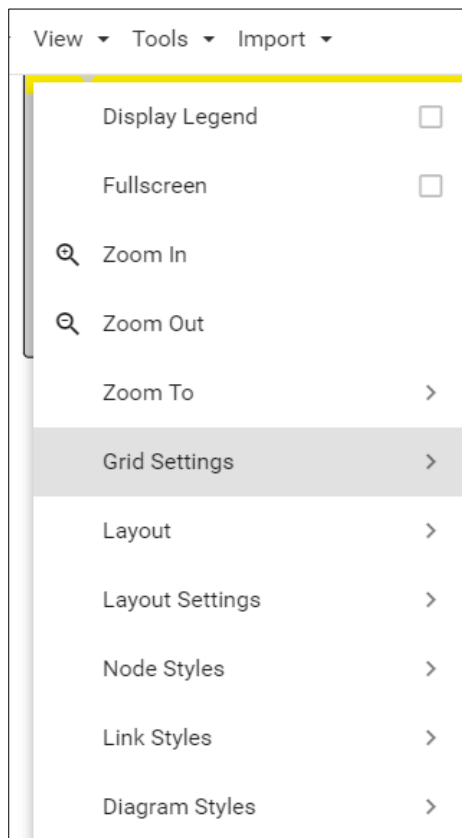 View Tools Import
Display Legend
Fullscreen
Zoom In
Zoom Out
Zoom To
Grid Settings
Layout
Layout Settings
Node Styles
Link Styles
Diagram Styles